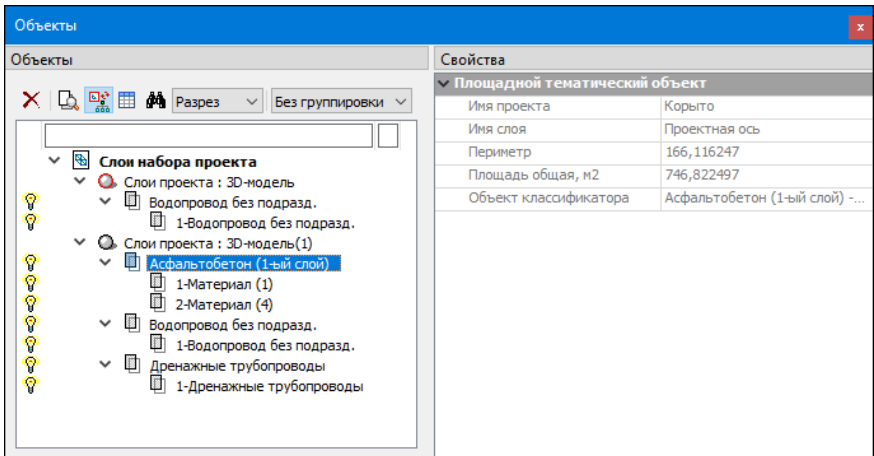 Объекты
x
Объекты
Разрез
Без группировки
Слои набора проекта
Слои проекта : 3D-модель
Водопровод без подразд.
1-Водопровод без подразд.
Слои проекта : 3D-модель(1)
Асфальтобетон (1-ый слой)
1-Материал (1)
2-Материал (4)
Водопровод без подразд.
1-Водопровод без подразд.
Дренажные трубопроводы
1-Дренажные трубопроводы
Свойства
Площадной тематический объект
Имя проекта Корыто
Имя слоя Проектная ось
Периметр 166,116247
Площадь общая, м2 746,822497
Объект классификатора Асфальтобетон (1-ый слой) -...